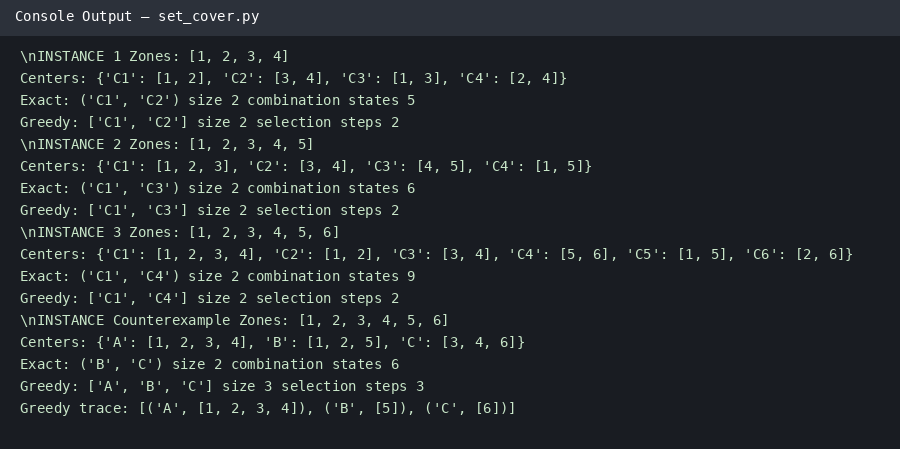 Console Output — set_cover.py
\nINSTANCE 1 Zones: [1, 2, 3, 4]
Centers: {'C1': [1, 2], 'C2': [3, 4], 'C3': [1, 3], 'C4': [2, 4]}
Exact: ('C1', 'C2') size 2 combination states 5
Greedy: ['C1', 'C2'] size 2 selection steps 2
\nINSTANCE 2 Zones: [1, 2, 3, 4, 5]
Centers: {'C1': [1, 2, 3], 'C2': [3, 4], 'C3': [4, 5], 'C4': [1, 5]}
Exact: ('C1', 'C3') size 2 combination states 6
Greedy: ['C1', 'C3'] size 2 selection steps 2
\nINSTANCE 3 Zones: [1, 2, 3, 4, 5, 6]
Centers: {'C1': [1, 2, 3, 4], 'C2': [1, 2], 'C3': [3, 4], 'C4': [5, 6], 'C5': [1, 5], 'C6': [2, 6]}
Exact: ('C1', 'C4') size 2 combination states 9
Greedy: ['C1', 'C4'] size 2 selection steps 2
\nINSTANCE Counterexample Zones: [1, 2, 3, 4, 5, 6]
Centers: {'A': [1, 2, 3, 4], 'B': [1, 2, 5], 'C': [3, 4, 6]}
Exact: ('B', 'C') size 2 combination states 6
Greedy: ['A', 'B', 'C'] size 3 selection steps 3
Greedy trace: [('A', [1, 2, 3, 4]), ('B', [5]), ('C', [6])]